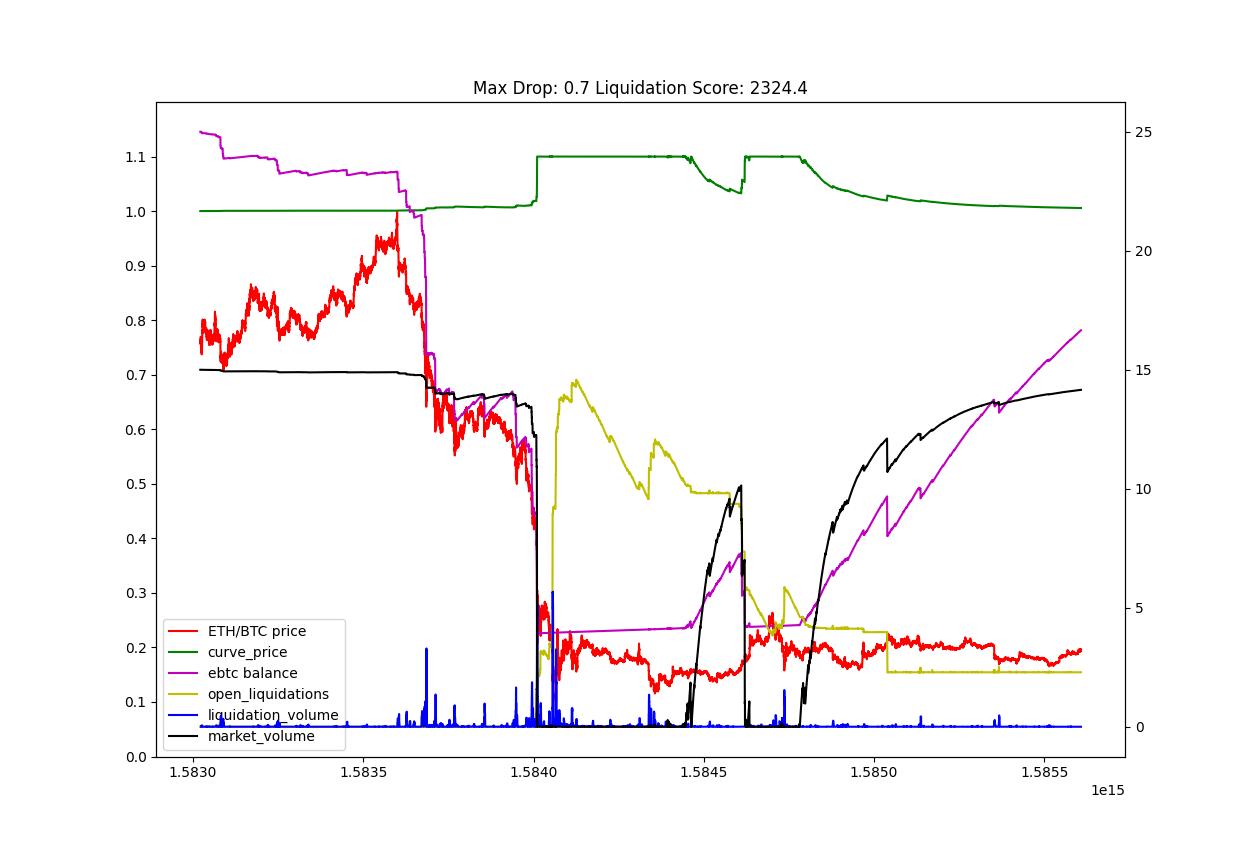 Max Drop: 0.7 Liquidation Score: 2324.4
1.1
1.0
0.9
0.8
0.7
0.6
0.5
0.4
0.3
0.2
0.1
0.0
25
20
15
10
5
0
ETH/BTC price
curve_price
ebtc balance
open_liquidations
liquidation_volume
market_volume
1.5830 1.5835 1.5840 1.5845 1.5850 1.5855
1e15